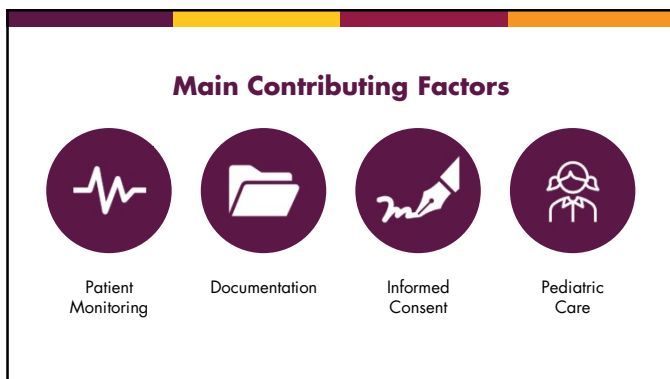 Main Contributing Factors
Patient
Monitoring
Documentation
Informed
Consent
Pediatric
Care